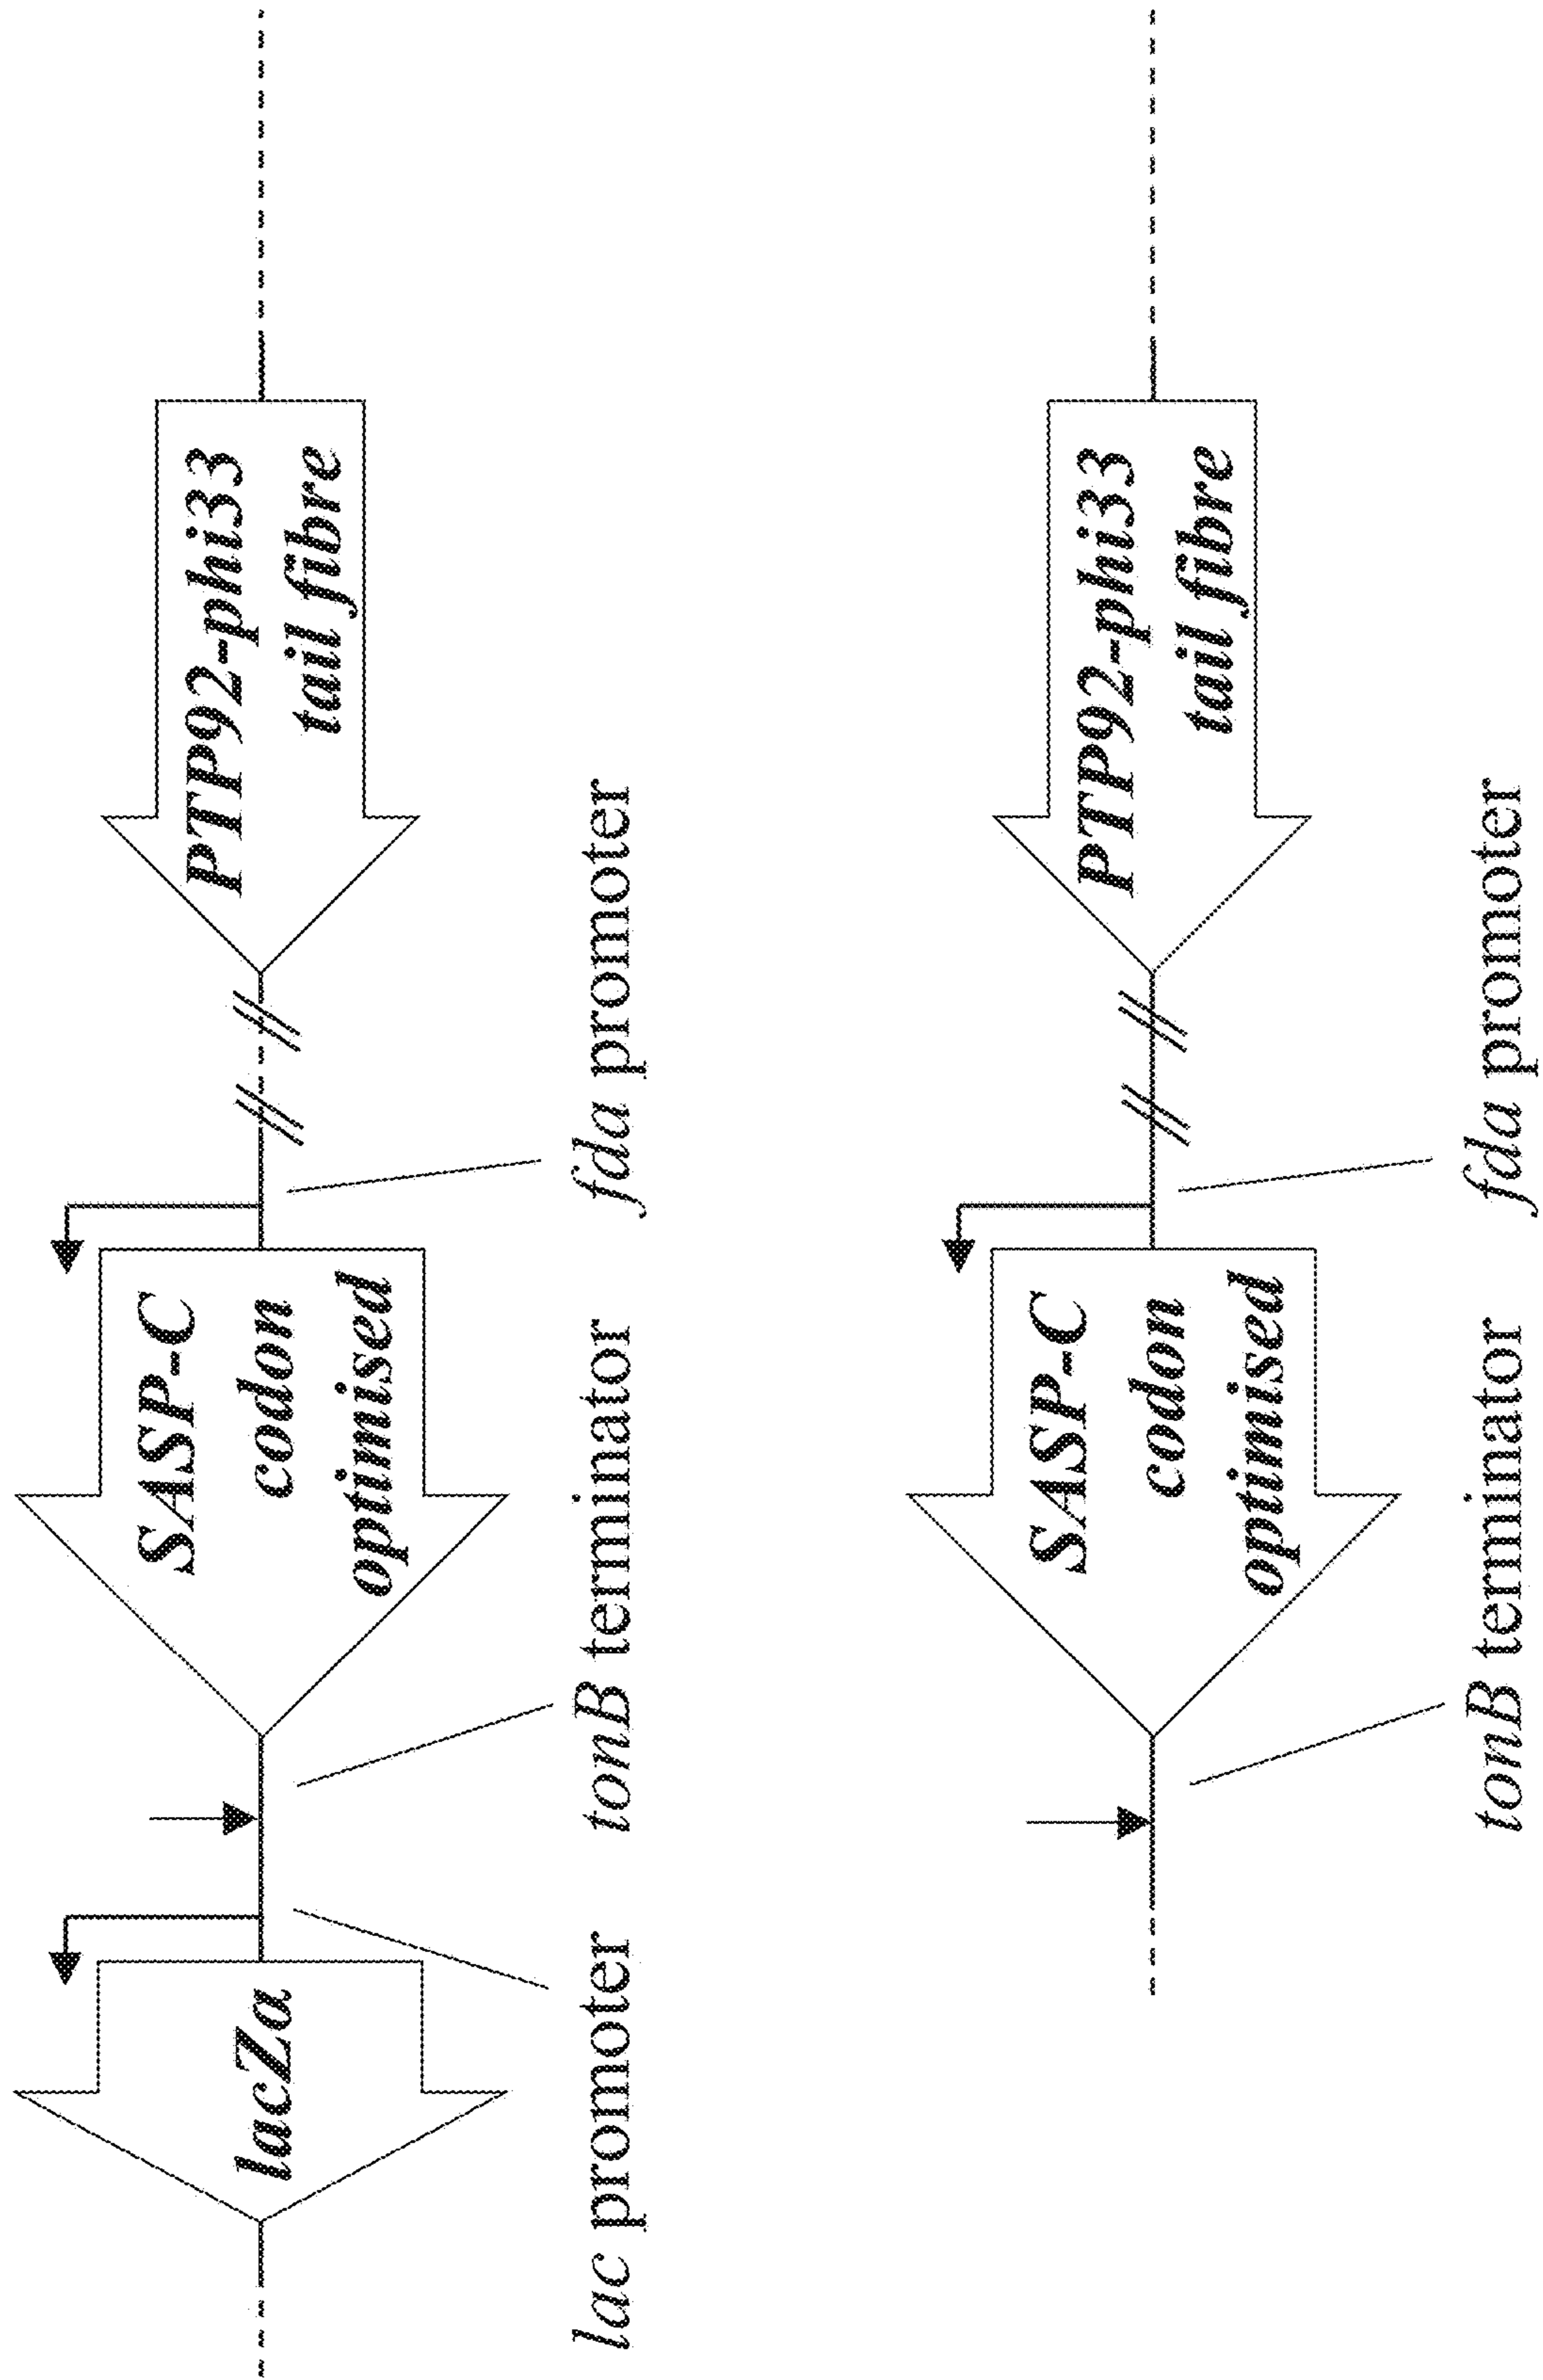 lacZa
SASP-C
codon
optimised
PTP92-phi33
tail fibre
lac promoter
tonB terminator
fda promoter
SASP-C
codon
optimised
PTP92-phi33
tail fibre
tonB terminator
fda promoter